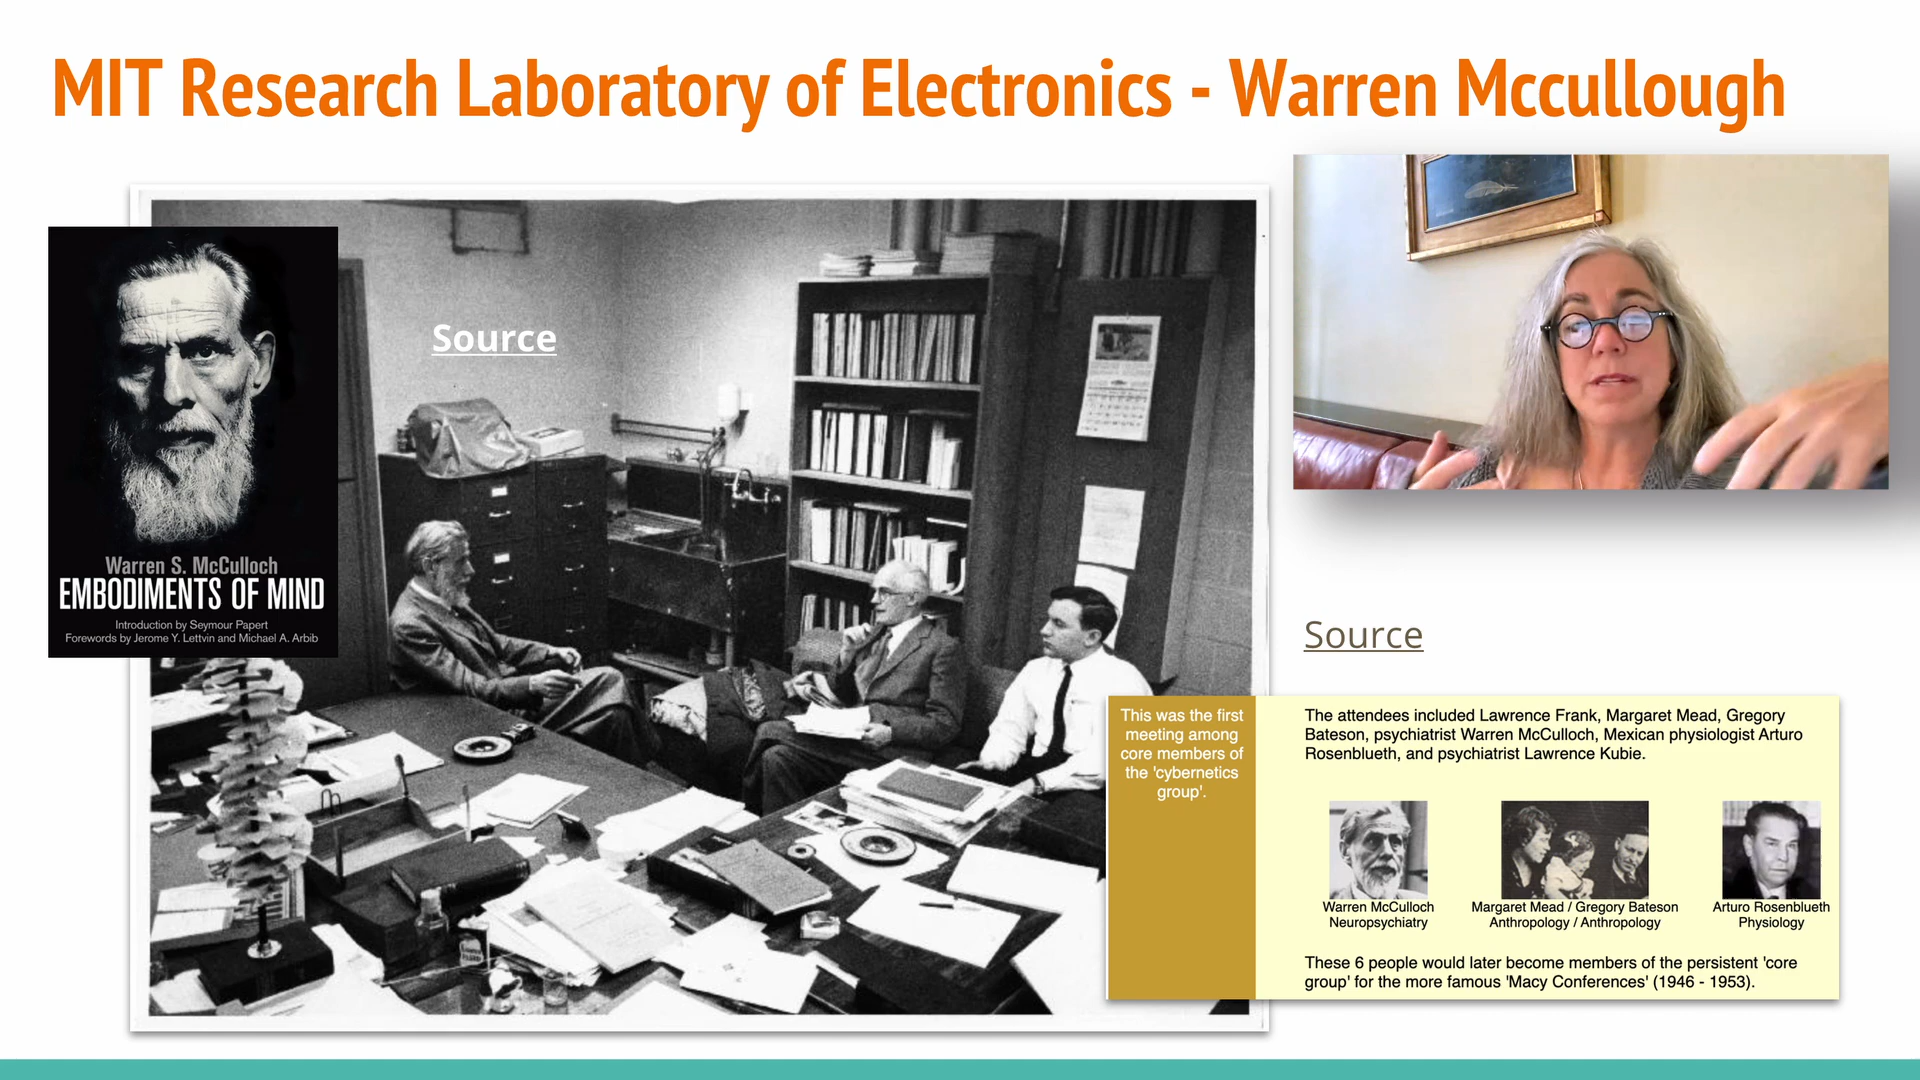 MIT Research Laboratory of Electronics - Warren Mccullough
Source
Warren S. McCulloch
EMBODIMENTS OF MIND
Introduction by Seymour Papert
Forewords by Jerome Y. Lettvin and Michael A. Arbib
Source
This was the first
meeting among
core members of
the 'cybernetics
group'.
The attendees included Lawrence Frank, Margaret Mead, Gregory
Bateson, psychiatrist Warren McCulloch, Mexican physiologist Arturo
Rosenblueth, and psychiatrist Lawrence Kubie.
Warren McCulloch
Neuropsychiatry
Margaret Mead / Gregory Bateson
Anthropology / Anthropology
Arturo Rosenblueth
Physiology
These 6 people would later become members of the persistent 'core
group' for the more famous 'Macy Conferences' (1946 - 1953).